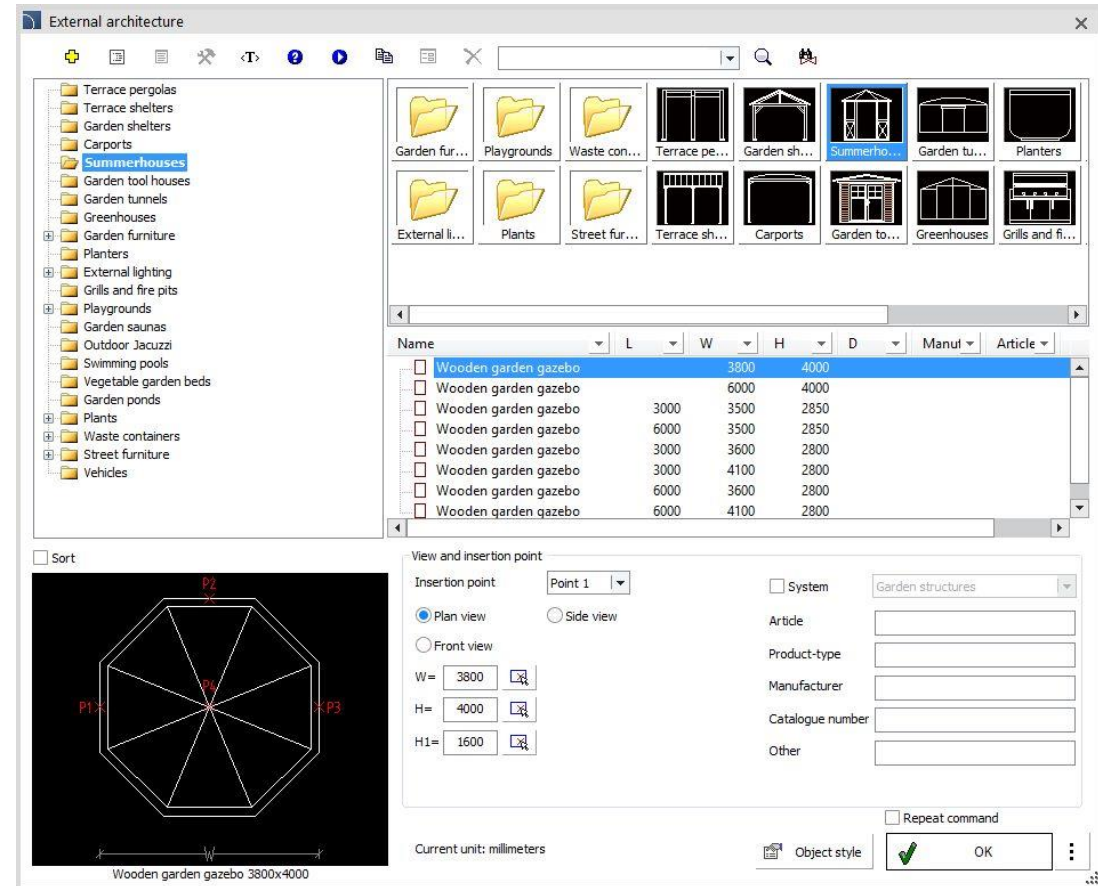 External architecture
‹T›
Terrace pergolas
Terrace shelters
Garden shelters
Carports
Summerhouses
Garden tool houses
Garden tunnels
Greenhouses
Garden furniture
Planters
External lighting
Grills and fire pits
Playgrounds
Garden saunas
Outdoor Jacuzzi
Swimming pools
Vegetable garden beds
Garden ponds
Plants
Waste containers
Street furniture
Vehicles
Garden fur... Playgrounds Waste con... Terrace pe... Garden sh... Summerho... Garden tu... Planters
External li... Plants Street fur... Terrace sh... Carports Garden to... Greenhouses Grills and fi...
Name L W H D Manuf Article
Wooden garden gazebo 3800 4000
Wooden garden gazebo 6000 4000
Wooden garden gazebo 3000 3500 2850
Wooden garden gazebo 6000 3500 2850
Wooden garden gazebo 3000 3600 2800
Wooden garden gazebo 3000 4100 2800
Wooden garden gazebo 6000 3600 2800
Wooden garden gazebo 6000 4100 2800
Sort
P2
P4
P1
P3
W
Wooden garden gazebo 3800x4000
View and insertion point
Insertion point Point 1
Plan view Side view
Front view
W= 3800
H= 4000
H1= 1600
System Garden structures
Article
Product-type
Manufacturer
Catalogue number
Other
Repeat command
Current unit: millimeters
Object style
OK